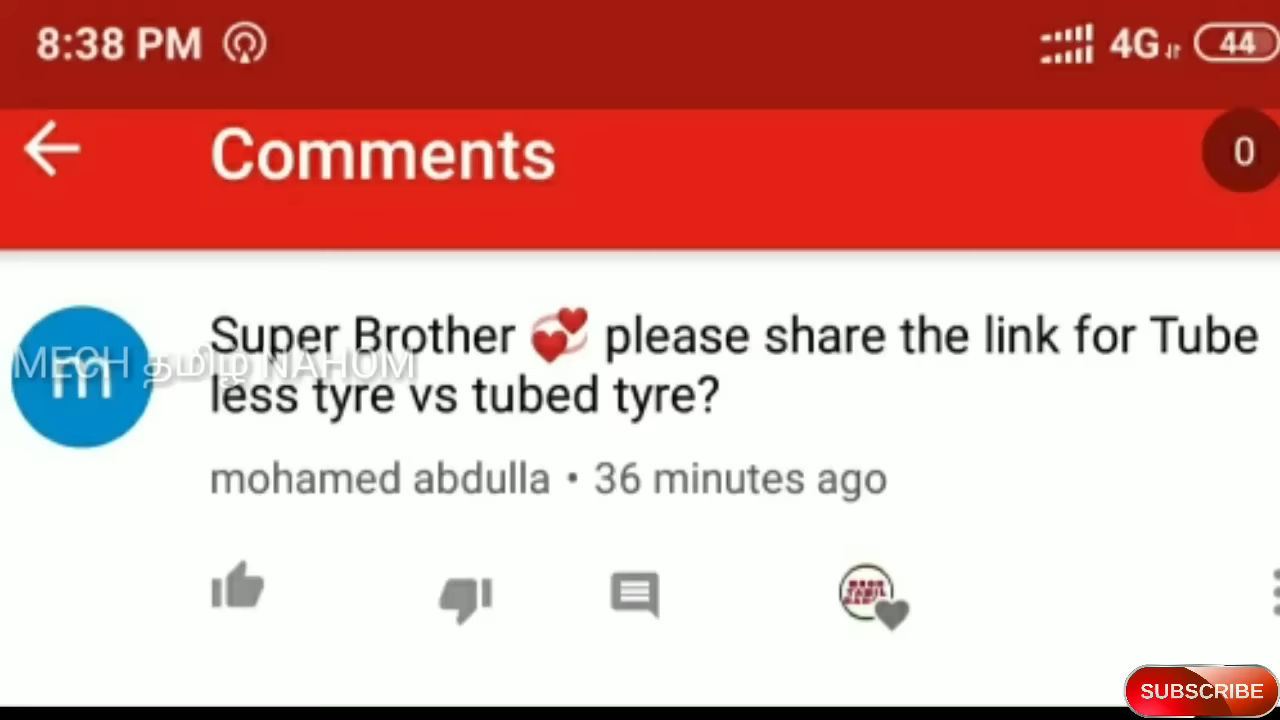 8:38 PM 4G 44
Comments 0
Super Brother 💞 please share the link for Tube
MECH தமிழ் NAHOM
m
less tyre vs tubed tyre?
mohamed abdulla • 36 minutes ago
SUBSCRIBE